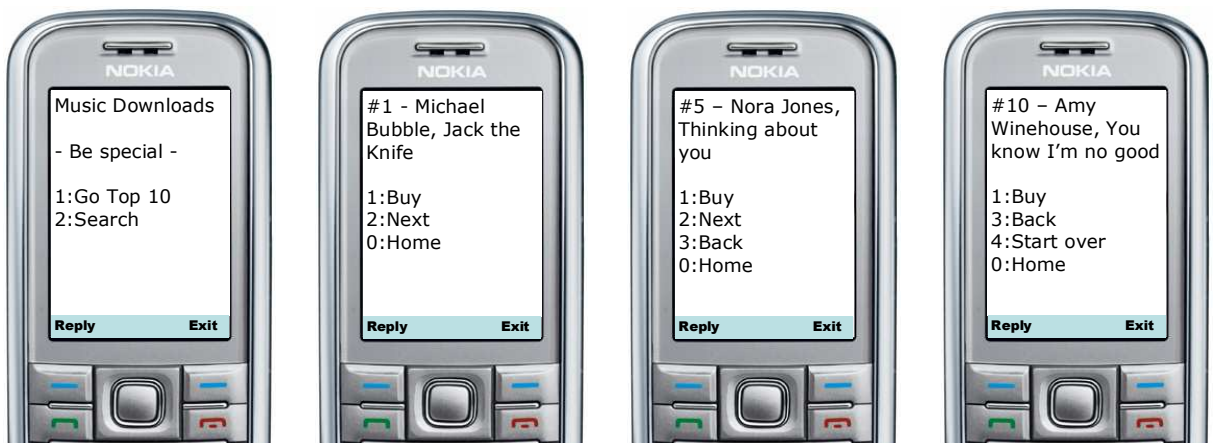 NOKIA
Music Downloads
- Be special -
1:Go Top 10
2:Search
Reply Exit
NOKIA
#1 - Michael
Bubble, Jack the
Knife
1:Buy
2:Next
0:Home
Reply Exit
NOKIA
#5 – Nora Jones,
Thinking about
you
1:Buy
2:Next
3:Back
0:Home
Reply Exit
NOKIA
#10 – Amy
Winehouse, You
know I'm no good
1:Buy
3:Back
4:Start over
0:Home
Reply Exit